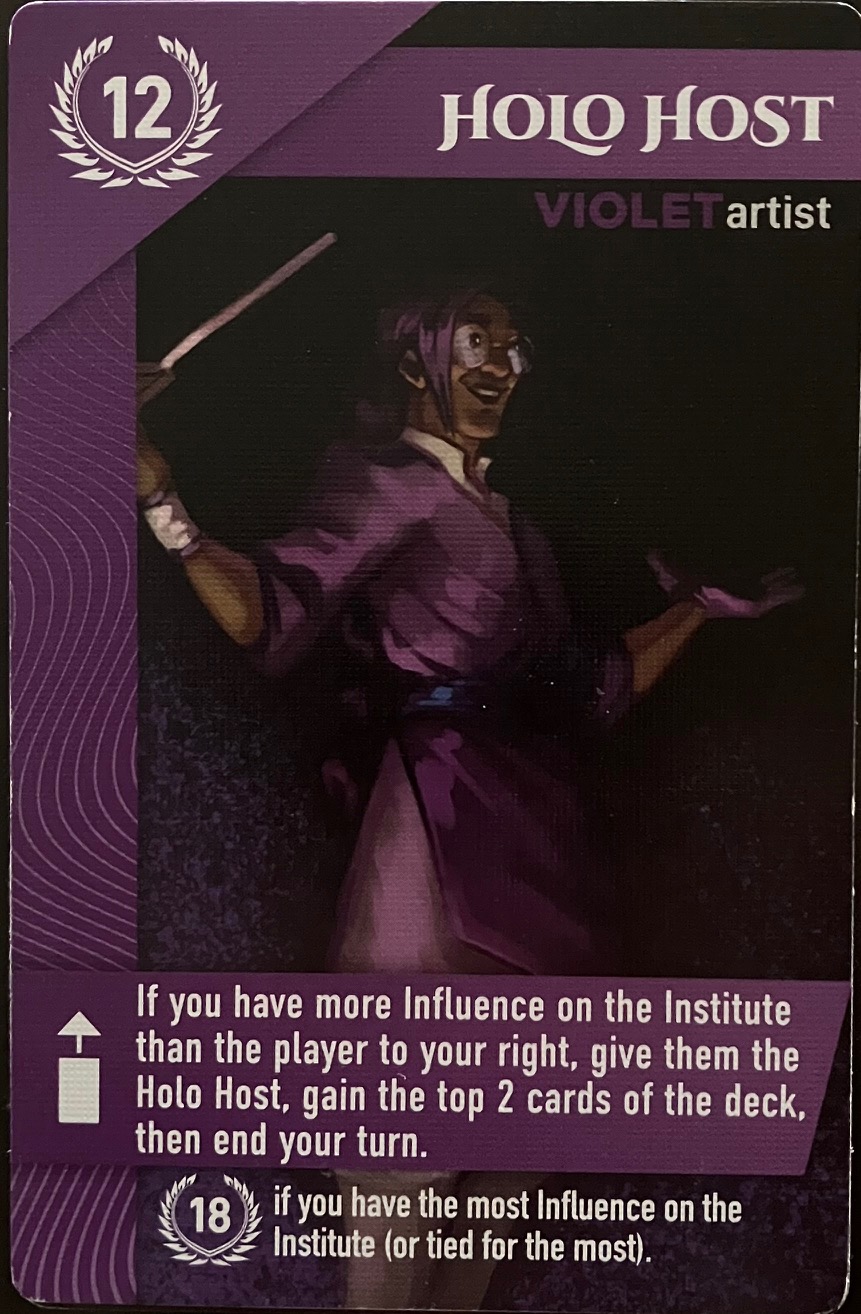 12
HOLO HOST
VIOLETartist
If you have more Influence on the Institute
than the player to your right, give them the
Holo Host, gain the top 2 cards of the deck,
then end your turn.
18 if you have the most Influence on the
Institute (or tied for the most).